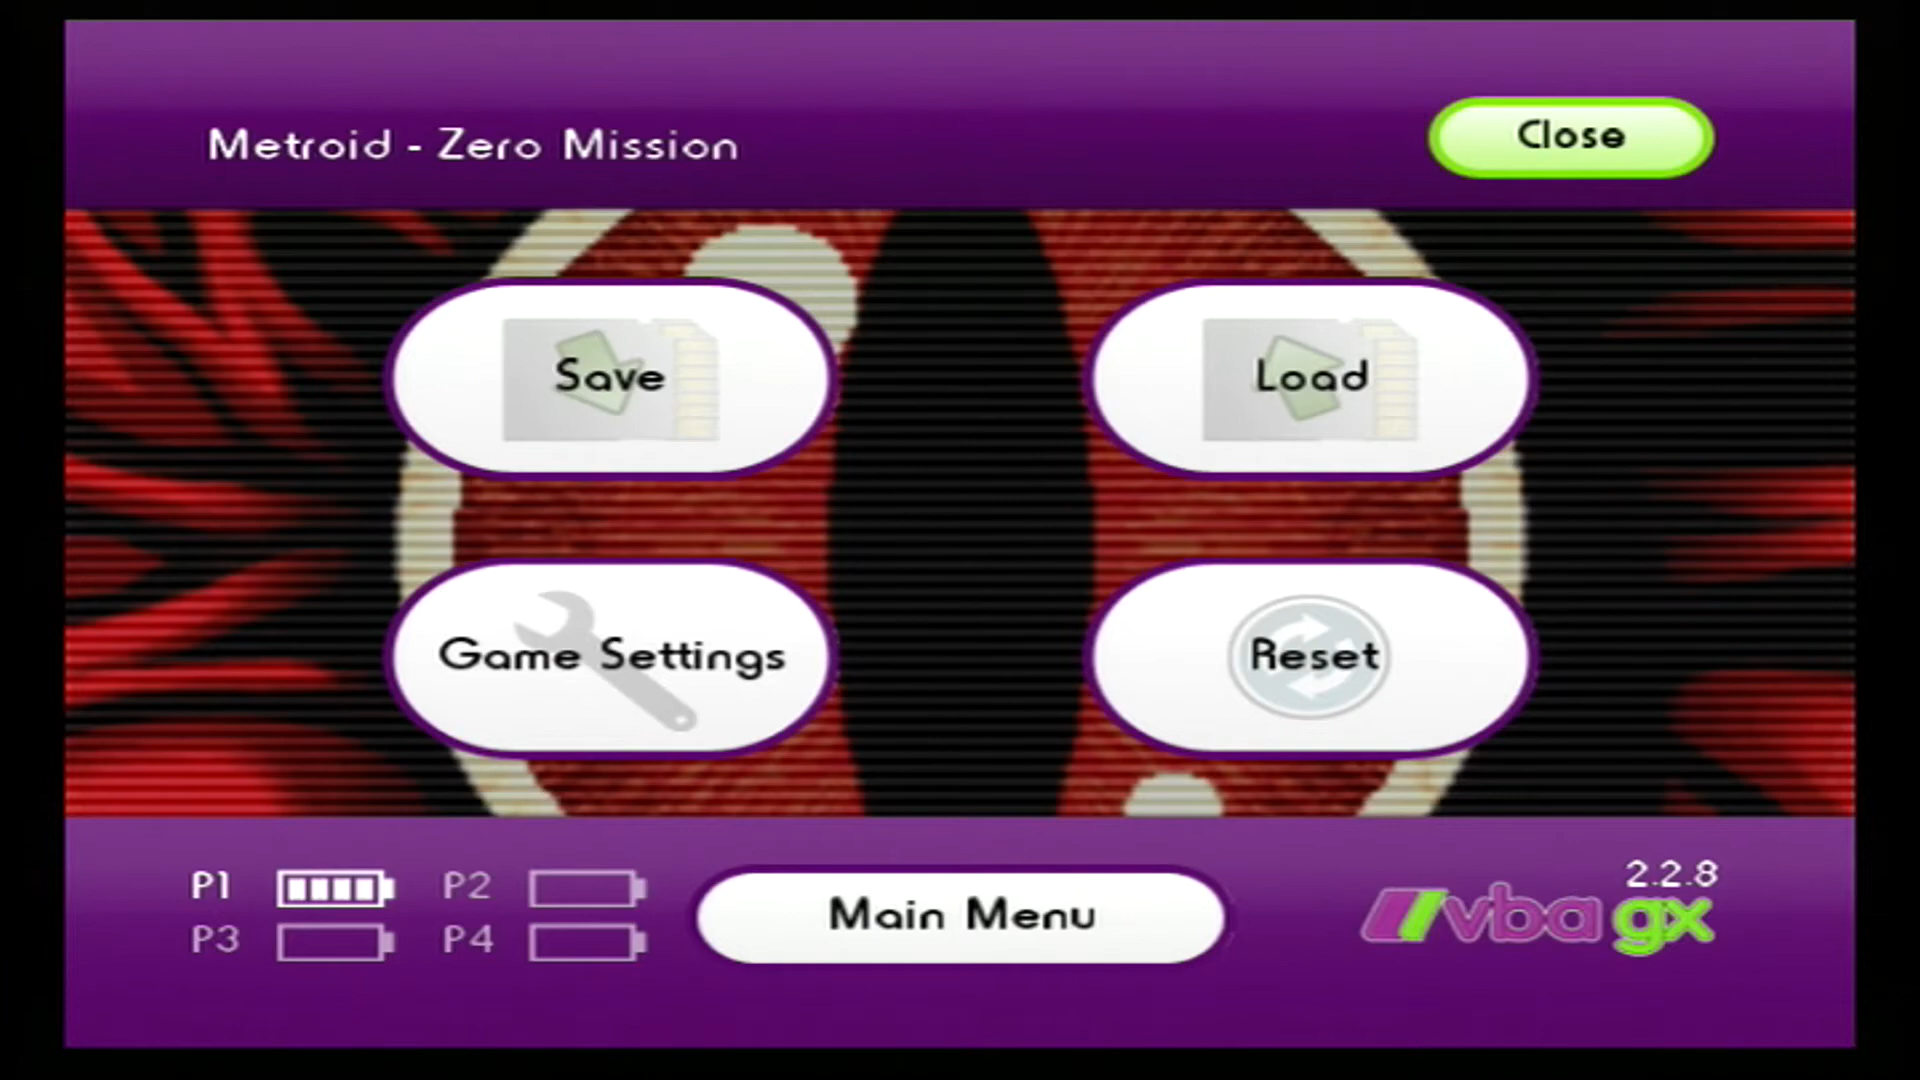 Metroid - Zero Mission
Close
Save
Load
Game Settings
Reset
P1
P2
P3
P4
Main Menu
2.2.8
vba gx